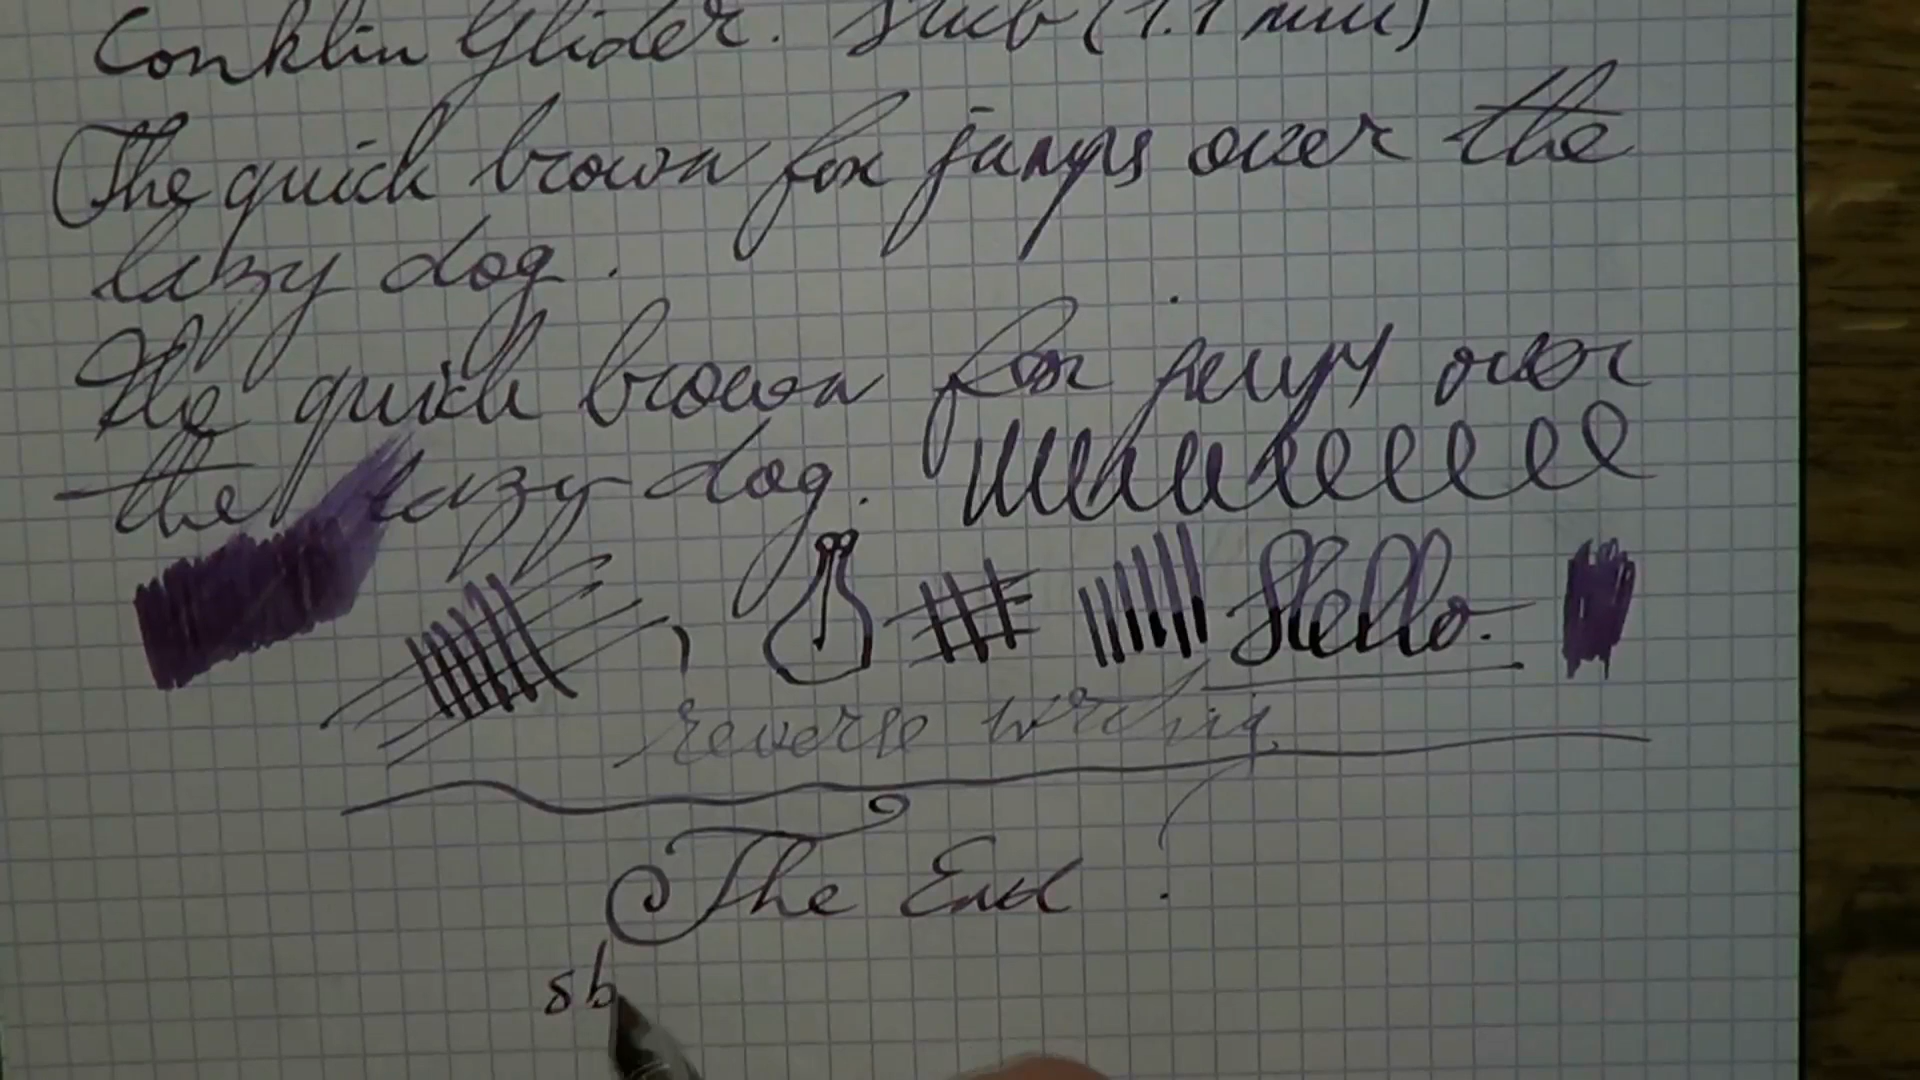 Conklin Glider. Stub (1.1 mm)
The quick brown fox jumps over the
lazy dog.
The quick brown fox jumps over
the lazy dog.
Hello.
reverse writing
The End
sb